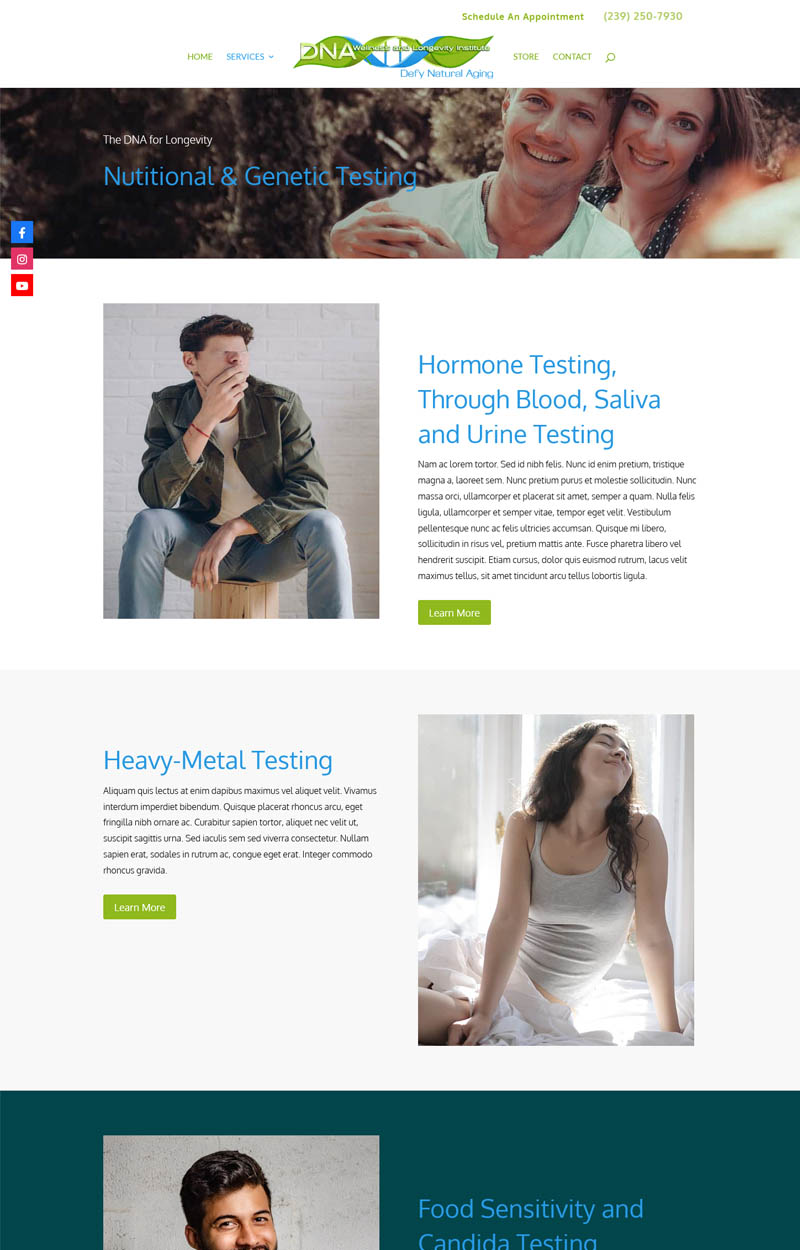 Schedule An Appointment (239) 250-7930
HOME SERVICES DNA Wellness and Longevity Institute STORE CONTACT
Defy Natural Aging
The DNA for Longevity
Nutitional & Genetic Testing
Hormone Testing,
Through Blood, Saliva
and Urine Testing
Nam ac lorem tortor. Sed id nibh felis. Nunc id enim pretium, tristique
magna a, laoreet sem. Nunc pretium purus et molestie sollicitudin. Nunc
massa orci, ullamcorper et placerat sit amet, semper a quam. Nulla felis
ligula, ullamcorper et semper vitae, tempor eget velit. Vestibulum
pellentesque nunc ac felis ultricies accumsan. Quisque mi libero,
sollicitudin in risus vel, pretium mattis ante. Fusce pharetra libero vel
hendrerit suscipit. Etiam cursus, dolor quis euismod rutrum, lacus velit
maximus tellus, sit amet tincidunt arcu tellus lobortis ligula.
Learn More
Heavy-Metal Testing
Aliquam quis lectus at enim dapibus maximus vel aliquet velit. Vivamus
interdum imperdiet bibendum. Quisque placerat rhoncus arcu, eget
fringilla nibh ornare ac. Curabitur sapien tortor, aliquet nec velit ut,
suscipit sagittis urna. Sed iaculis sem sed viverra consectetur. Nullam
sapien erat, sodales in rutrum ac, congue eget erat. Integer commodo
rhoncus gravida.
Learn More
Food Sensitivity and
Candida Testing